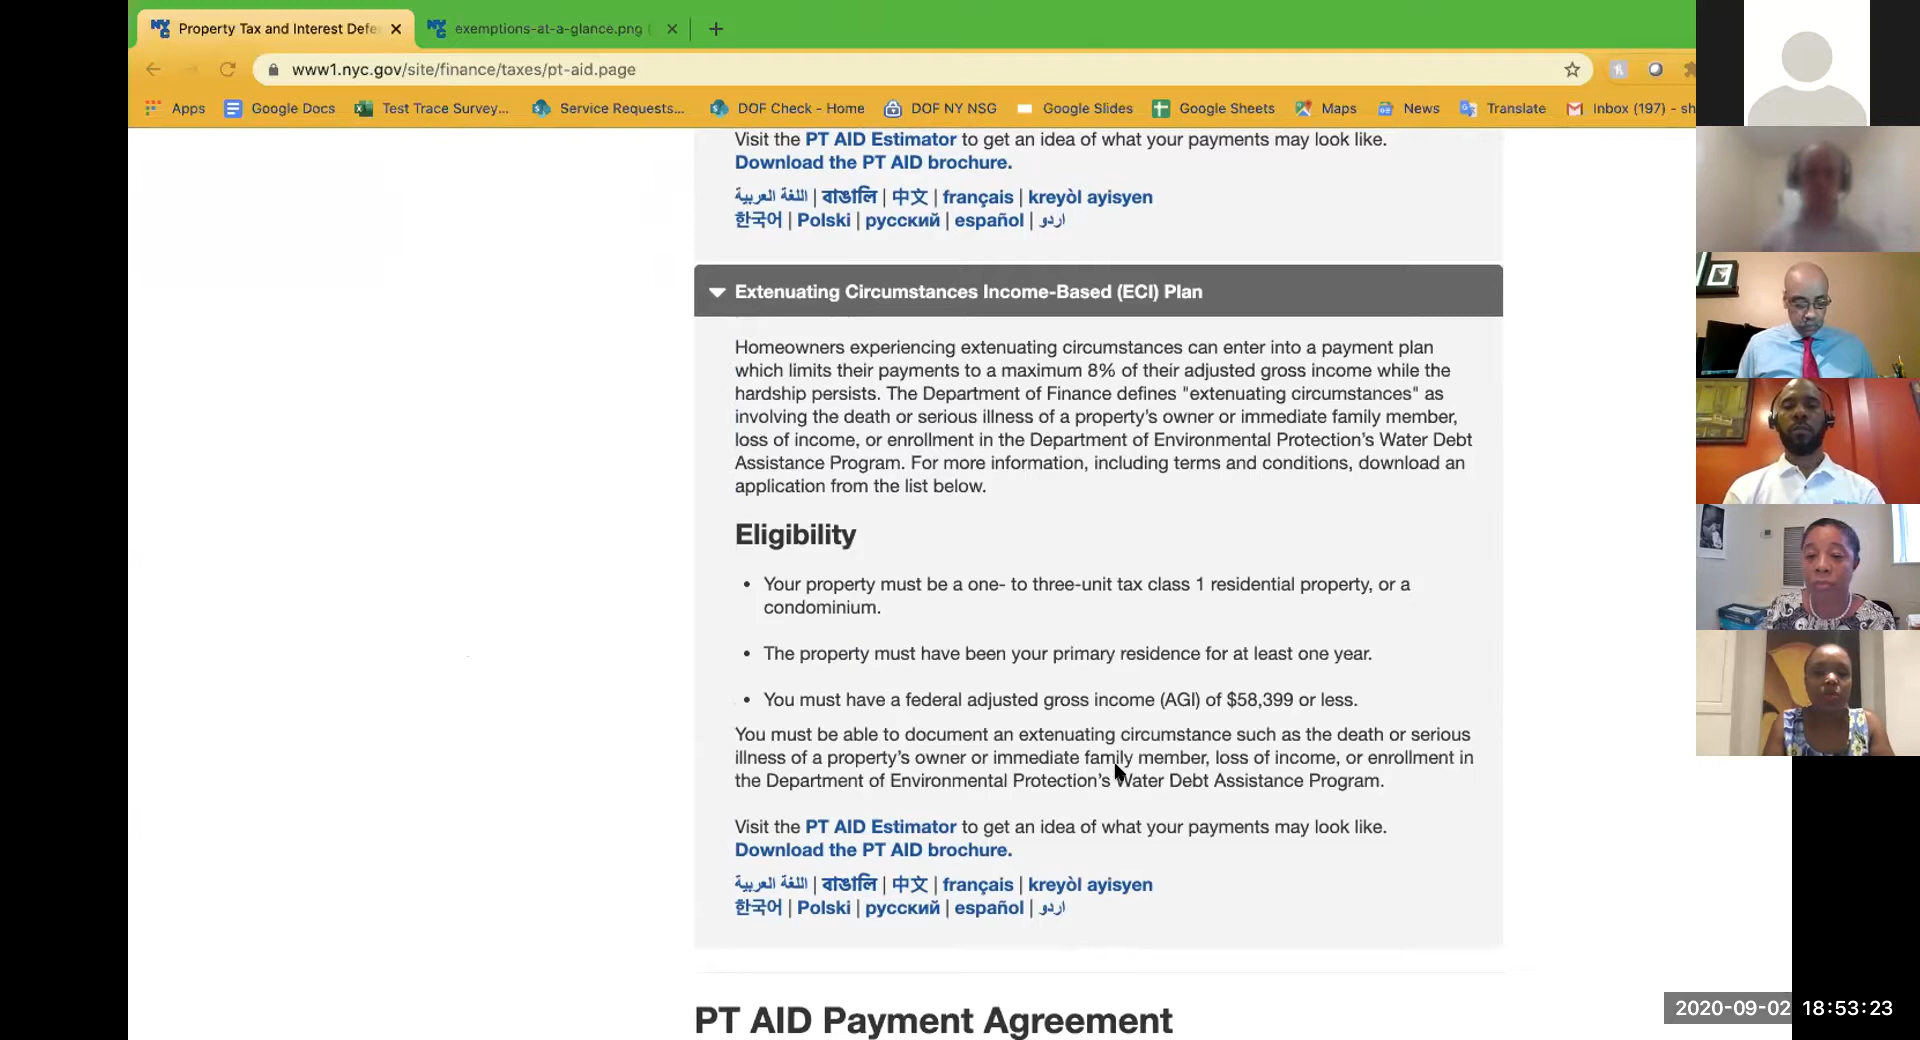 Property Tax and Interest Defe
exemptions-at-a-glance.png
www1.nyc.gov/site/finance/taxes/pt-aid.page
Apps
Google Docs
Test Trace Survey...
Service Requests...
DOF Check - Home
DOF NY NSG
Google Slides
Google Sheets
Maps
News
Translate
Inbox (197) - sh
Visit the PT AID Estimator to get an idea of what your payments may look like.
Download the PT AID brochure.
اللغة العربية | বাঙালি | 中文 | français | kreyòl ayisyen
한국어 | Polski | русский | español | اردو
Extenuating Circumstances Income-Based (ECI) Plan
Homeowners experiencing extenuating circumstances can enter into a payment plan
which limits their payments to a maximum 8% of their adjusted gross income while the
hardship persists. The Department of Finance defines "extenuating circumstances" as
involving the death or serious illness of a property's owner or immediate family member,
loss of income, or enrollment in the Department of Environmental Protection's Water Debt
Assistance Program. For more information, including terms and conditions, download an
application from the list below.
Eligibility
• Your property must be a one- to three-unit tax class 1 residential property, or a
condominium.
• The property must have been your primary residence for at least one year.
• You must have a federal adjusted gross income (AGI) of $58,399 or less.
You must be able to document an extenuating circumstance such as the death or serious
illness of a property's owner or immediate family member, loss of income, or enrollment in
the Department of Environmental Protection's Water Debt Assistance Program.
Visit the PT AID Estimator to get an idea of what your payments may look like.
Download the PT AID brochure.
اللغة العربية | বাঙালি | 中文 | français | kreyòl ayisyen
한국어 | Polski | русский | español | اردو
PT AID Payment Agreement
2020-09-02 18:53:23